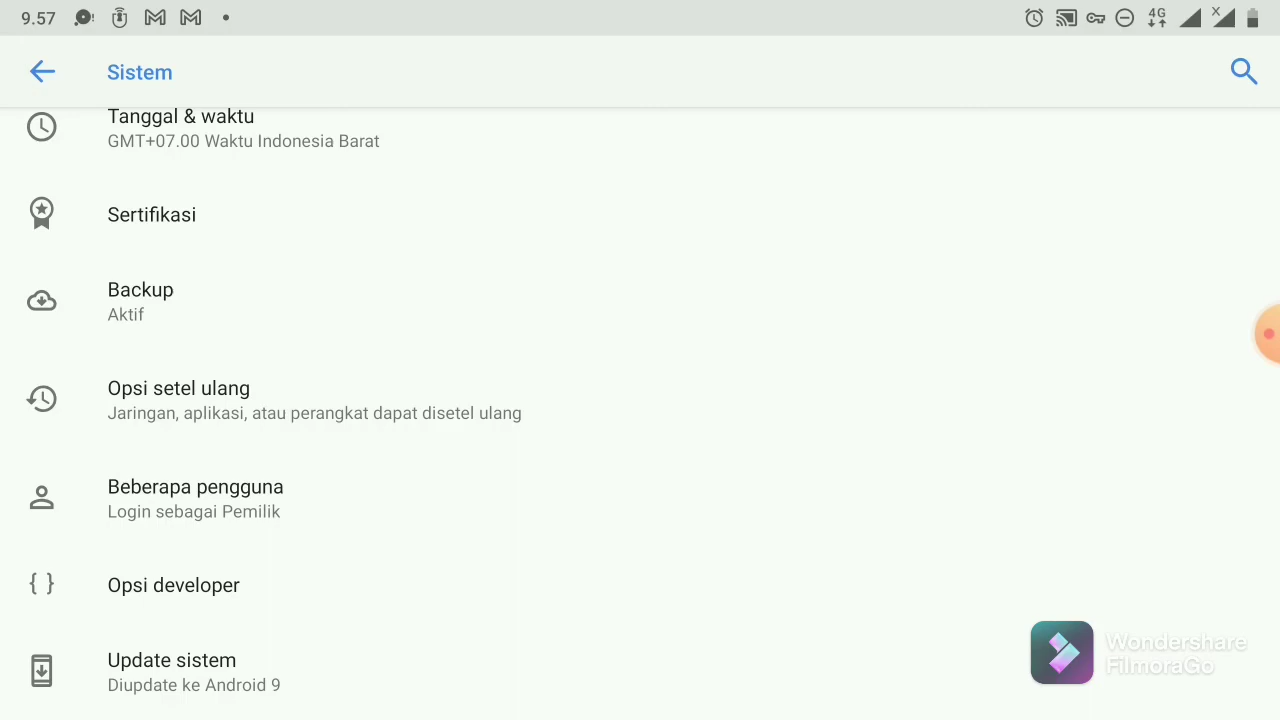 9.57
4G
Sistem
Tanggal & waktu
GMT+07.00 Waktu Indonesia Barat
Sertifikasi
Backup
Aktif
Opsi setel ulang
Jaringan, aplikasi, atau perangkat dapat disetel ulang
Beberapa pengguna
Login sebagai Pemilik
Opsi developer
Update sistem
Diupdate ke Android 9
Wondershare
FilmoraGo